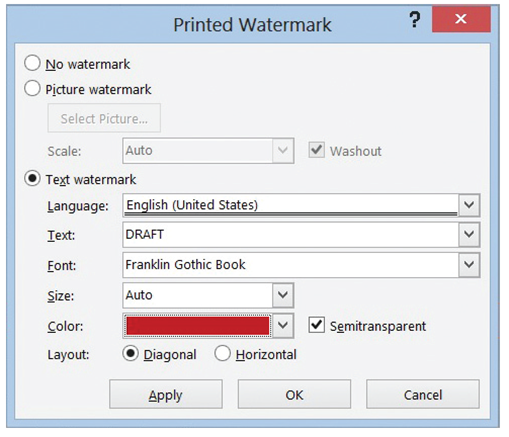 Printed Watermark ?
No watermark
Picture watermark
Select Picture...
Scale: Auto Washout
Text watermark
Language: English (United States)
Text: DRAFT
Font: Franklin Gothic Book
Size: Auto
Color: Semitransparent
Layout: Diagonal Horizontal
Apply OK Cancel